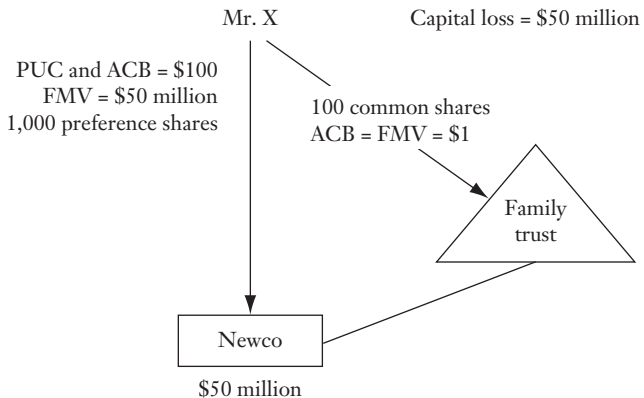 Mr. X
Capital loss = $50 million
PUC and ACB = $100
FMV = $50 million
1,000 preference shares
100 common shares
ACB = FMV = $1
Family
trust
Newco
$50 million